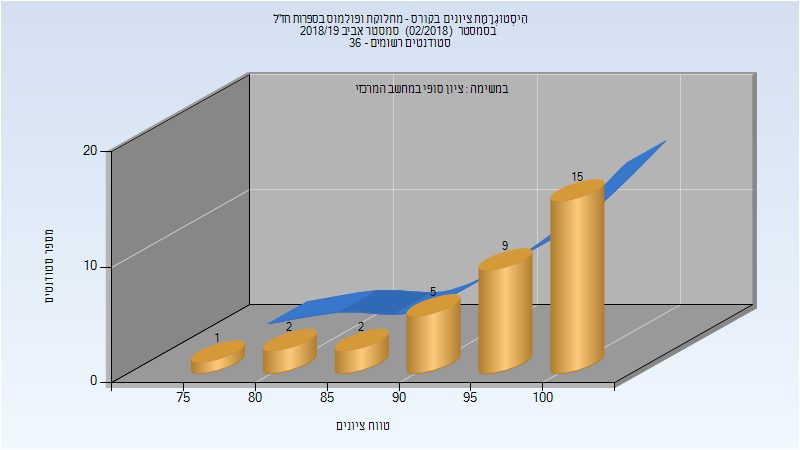 היסטוגרמת ציונים בקורס - מחלוקת ופולמוס בספרות חז"ל
בסמסטר (02/2018) סמסטר אביב 2018/19
סטודנטים רשומים - 36
במשימה : ציון סופי במחשב המרכזי
20
10
0
מספר סטודנטים
1
2
2
5
9
15
75
80
85
90
95
100
טווח ציונים